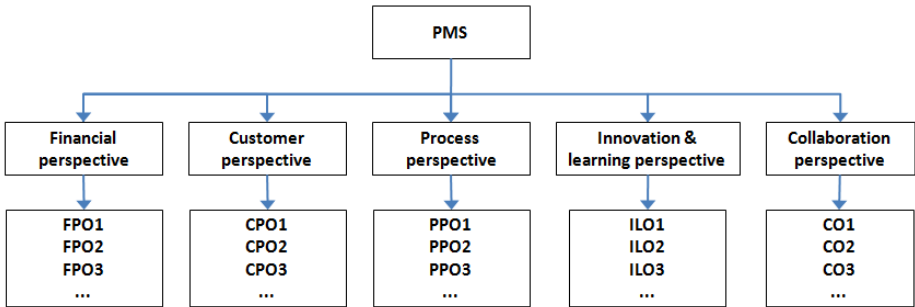 PMS
Financial
perspective
Customer
perspective
Process
perspective
Innovation &
learning perspective
Collaboration
perspective
FPO1
FPO2
FPO3
...
CPO1
CPO2
CPO3
...
PPO1
PPO2
PPO3
...
ILO1
ILO2
ILO3
...
CO1
CO2
CO3
...